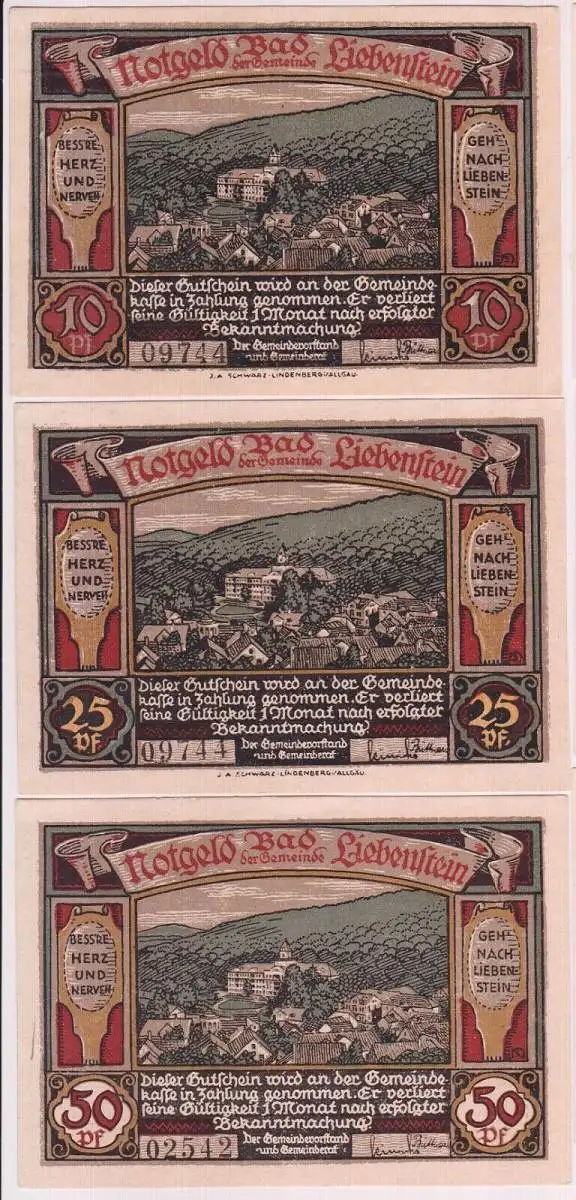 Notgeld Bad Liebenstein
der Gemeinde
BESS'RE
HERZ
UND
NERVEN
GEH'
NACH
LIEBEN-
STEIN
Dieser Gutschein wird an der Gemeinde-
kasse in Zahlung genommen. Er verliert
seine Gültigkeit 1 Monat nach erfolgter
Bekanntmachung
10
Pf
09744
Der Gemeindevorstand
und Gemeinderat
10
Pf
J. A. SCHWARZ - LINDENBERG/ALLGÄU.
Notgeld Bad Liebenstein
der Gemeinde
BESS'RE
HERZ
UND
NERVEN
GEH'
NACH
LIEBEN-
STEIN
Dieser Gutschein wird an der Gemeinde-
kasse in Zahlung genommen. Er verliert
seine Gültigkeit 1 Monat nach erfolgter
Bekanntmachung
25
Pf
09744
Der Gemeindevorstand
und Gemeinderat
25
Pf
J. A. SCHWARZ - LINDENBERG/ALLGÄU.
Notgeld Bad Liebenstein
der Gemeinde
BESS'RE
HERZ
UND
NERVEN
GEH'
NACH
LIEBEN-
STEIN
Dieser Gutschein wird an der Gemeinde-
kasse in Zahlung genommen. Er verliert
seine Gültigkeit 1 Monat nach erfolgter
Bekanntmachung
50
Pf
02542
Der Gemeindevorstand
und Gemeinderat
50
Pf